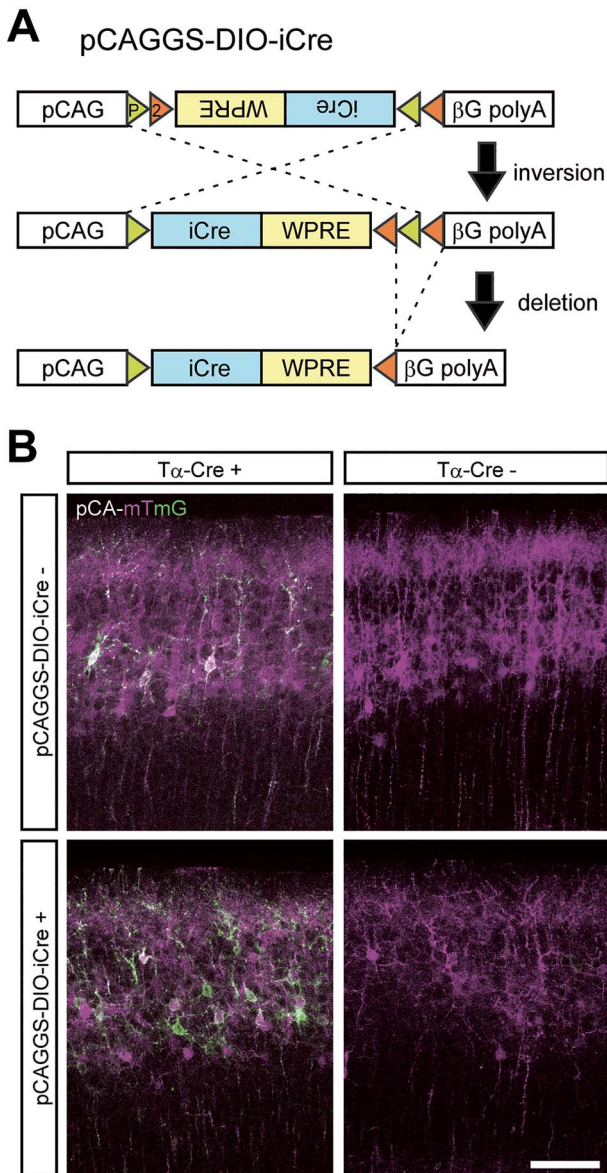 A
pCAGGS-DIO-iCre
pCAG P 2 WPRE iCre βG polyA
inversion
pCAG iCre WPRE βG polyA
deletion
pCAG iCre WPRE βG polyA
B
Tα-Cre + Tα-Cre -
pCA-mTmG
pCAGGS-DIO-iCre -
pCAGGS-DIO-iCre +